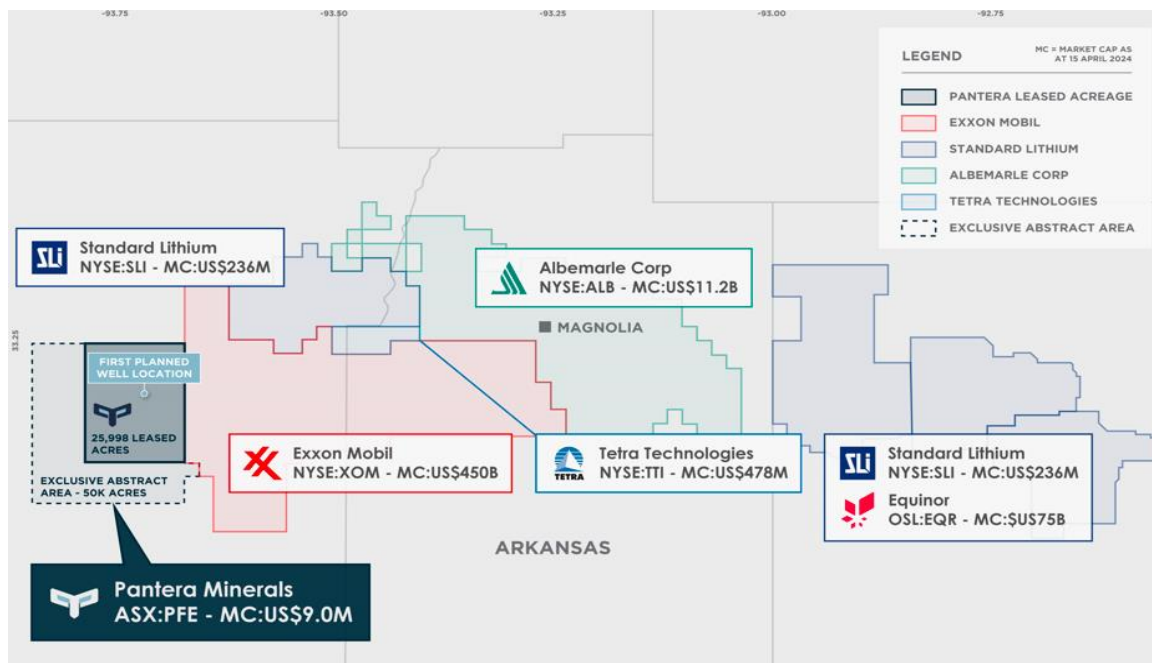 -93.75
-93.50
-93.25
-93.00
-92.75
LEGEND
MC = MARKET CAP AS
AT 15 APRIL 2024
PANTERA LEASED ACREAGE
EXXON MOBIL
STANDARD LITHIUM
ALBEMARLE CORP
TETRA TECHNOLOGIES
EXCLUSIVE ABSTRACT AREA
SLi
Standard Lithium
NYSE:SLI - MC:US$236M
Albemarle Corp
NYSE:ALB - MC:US$11.2B
MAGNOLIA
33.25
33.25
FIRST PLANNED
WELL LOCATION
25,998 LEASED
ACRES
EXCLUSIVE ABSTRACT
AREA - 50K ACRES
Exxon Mobil
NYSE:XOM - MC:US$450B
TETRA
Tetra Technologies
NYSE:TTI - MC:US$478M
SLi
Standard Lithium
NYSE:SLI - MC:US$236M
Equinor
OSL:EQR - MC:$US75B
ARKANSAS
Pantera Minerals
ASX:PFE - MC:US$9.0M